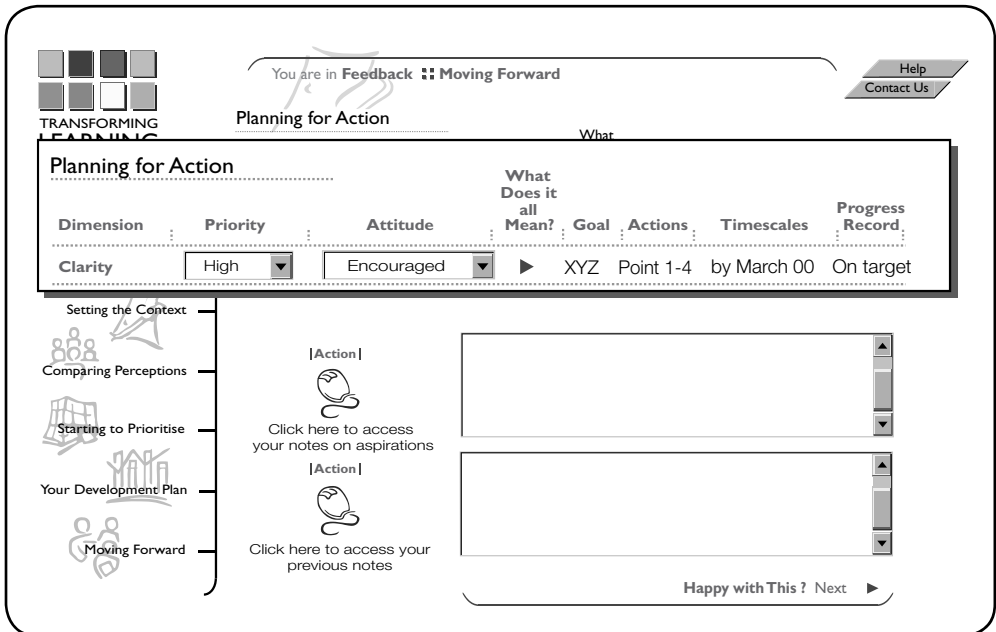 You are in Feedback Moving Forward
Help
Contact Us
TRANSFORMING
LEARNING
Planning for Action
What
Planning for Action
Dimension Priority Attitude What Does it all Mean? Goal Actions Timescales Progress Record
Clarity High Encouraged XYZ Point 1-4 by March 00 On target
Setting the Context
Comparing Perceptions
Starting to Prioritise
Your Development Plan
Moving Forward
|Action|
Click here to access
your notes on aspirations
|Action|
Click here to access your
previous notes
Happy with This ? Next